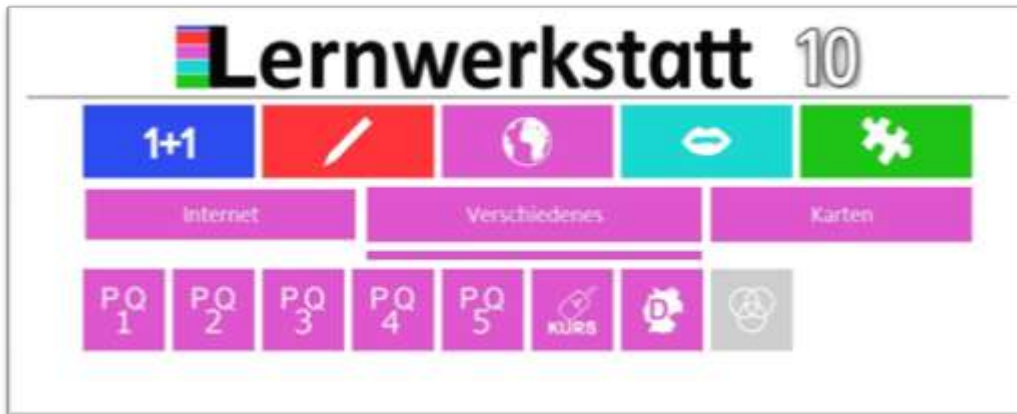 Lernwerkstatt 10
1+1
Internet Verschiedenes Karten
PQ PQ PQ PQ PQ
1 2 3 4 5 KURS D